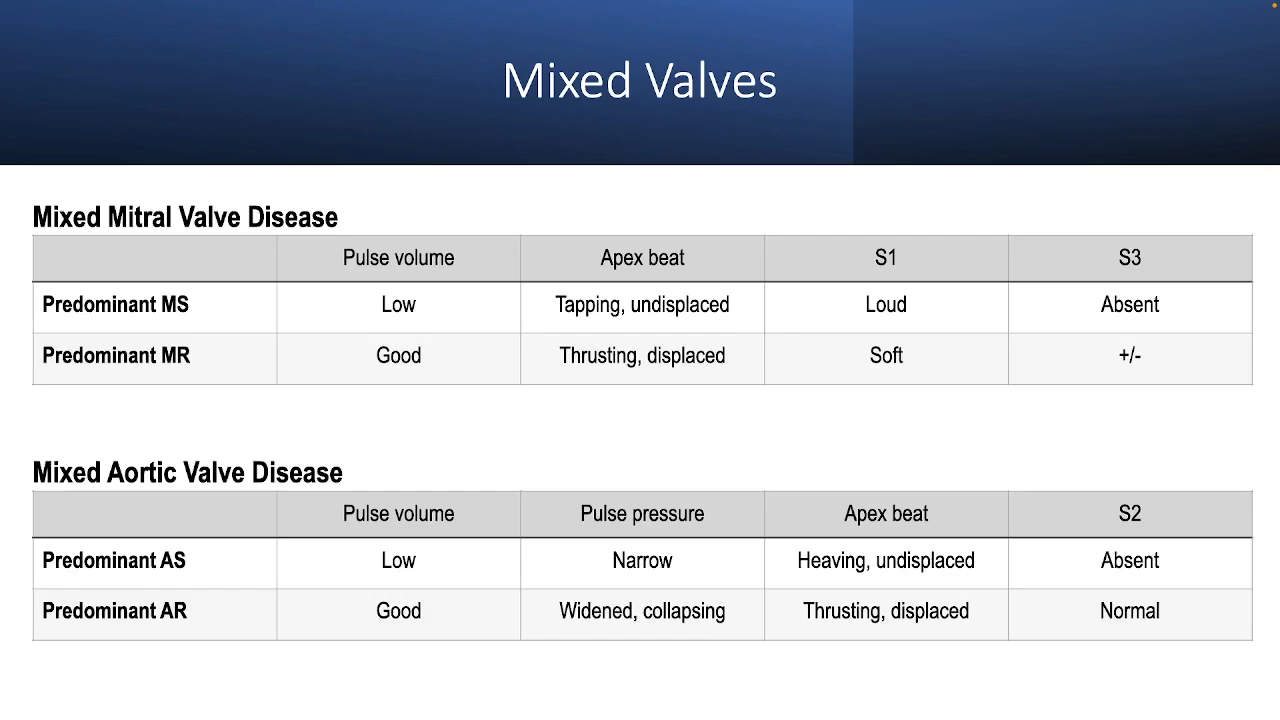 Mixed Valves
Mixed Mitral Valve Disease
Pulse volume Apex beat S1 S3
Predominant MS Low Tapping, undisplaced Loud Absent
Predominant MR Good Thrusting, displaced Soft +/-
Mixed Aortic Valve Disease
Pulse volume Pulse pressure Apex beat S2
Predominant AS Low Narrow Heaving, undisplaced Absent
Predominant AR Good Widened, collapsing Thrusting, displaced Normal